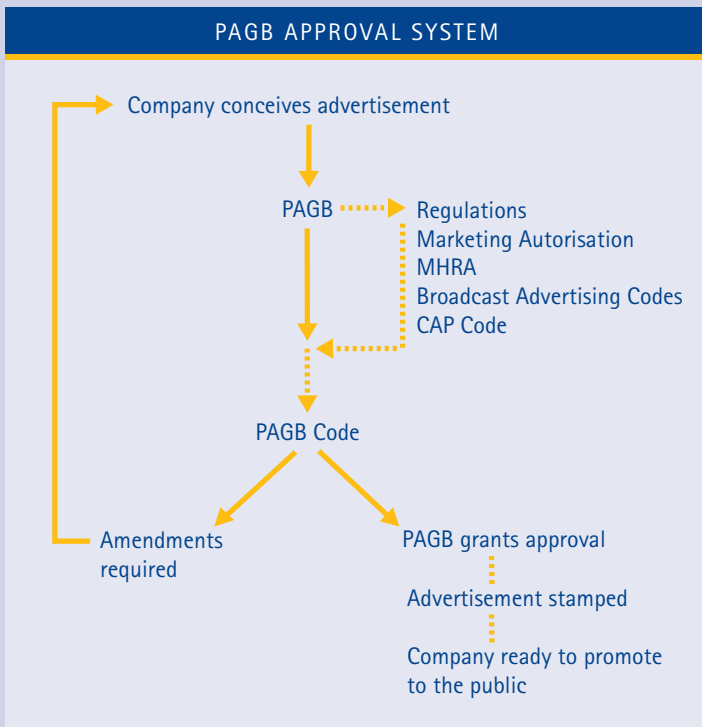 PAGB APPROVAL SYSTEM
Company conceives advertisement
PAGB
Regulations
Marketing Autorisation
MHRA
Broadcast Advertising Codes
CAP Code
PAGB Code
Amendments
required
PAGB grants approval
Advertisement stamped
Company ready to promote
to the public